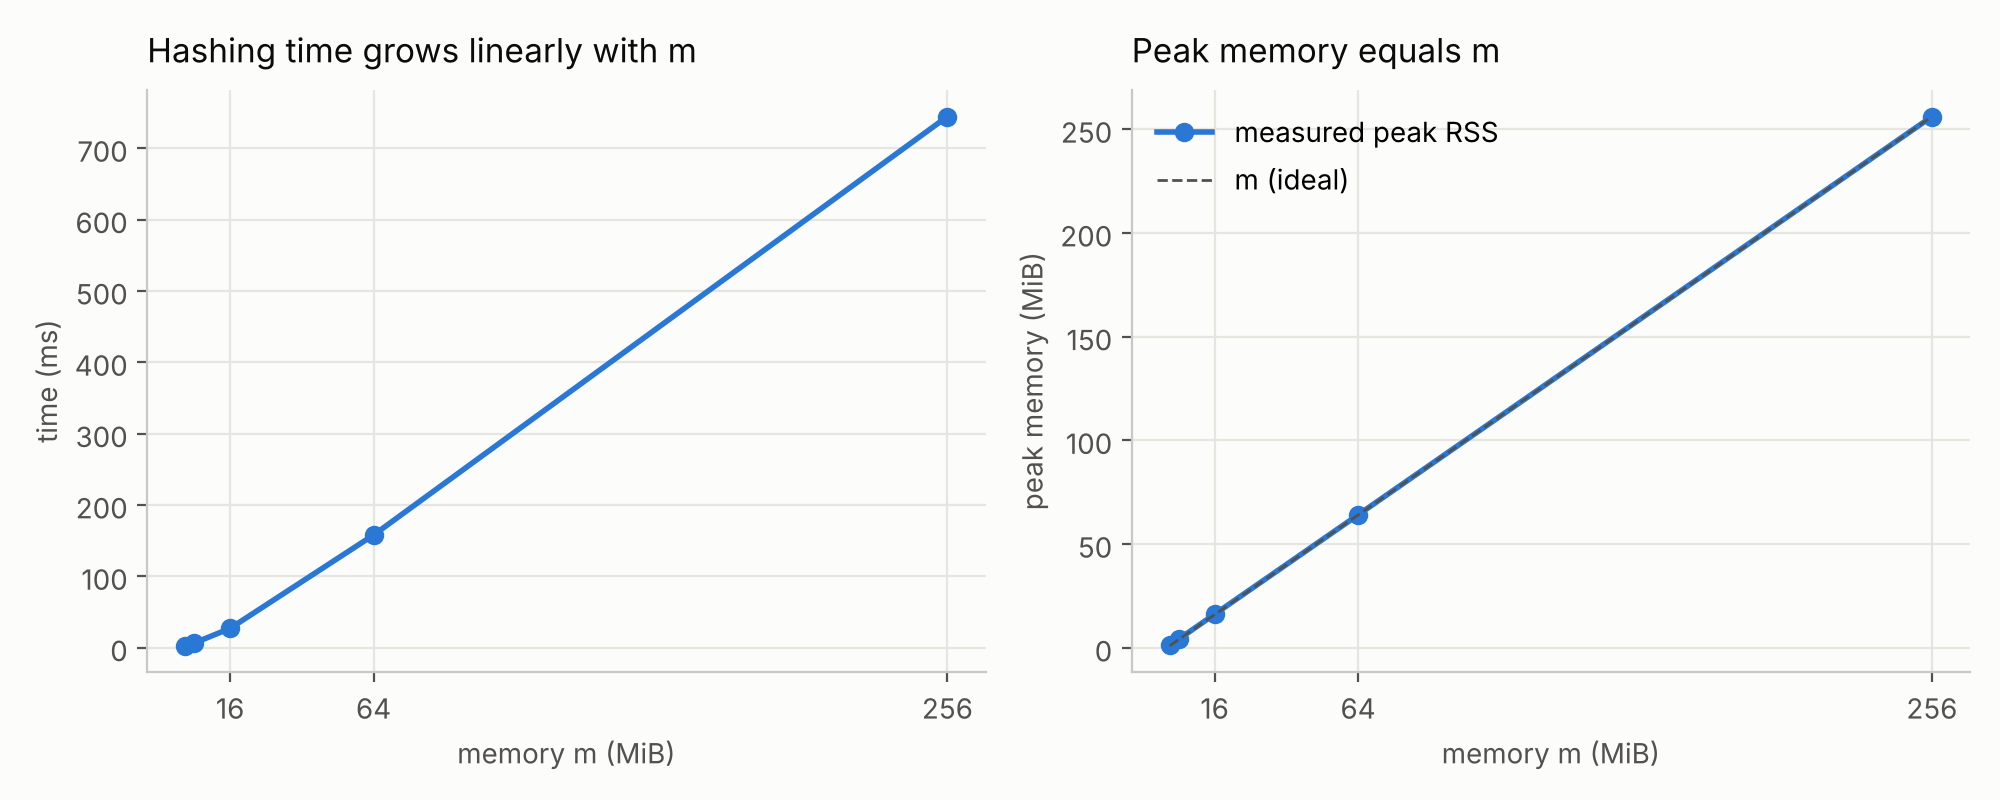 Hashing time grows linearly with m
700
600
500
400
300
200
100
0
time (ms)
16 64 256
memory m (MiB)
Peak memory equals m
measured peak RSS
m (ideal)
250
200
150
100
50
0
peak memory (MiB)
16 64 256
memory m (MiB)